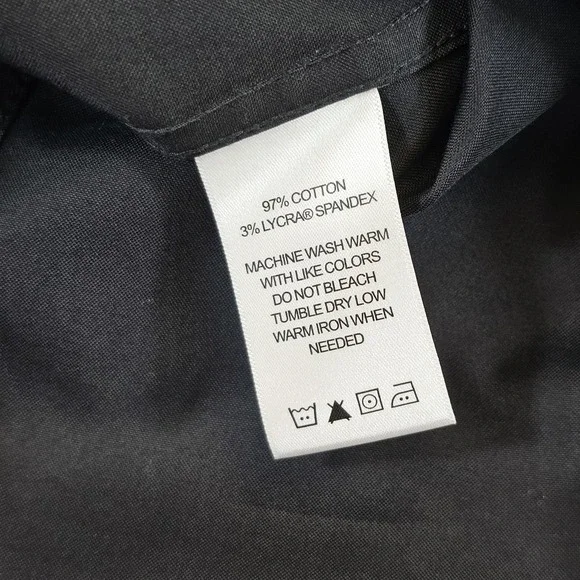 97% COTTON
3% LYCRA® SPANDEX
MACHINE WASH WARM
WITH LIKE COLORS
DO NOT BLEACH
TUMBLE DRY LOW
WARM IRON WHEN
NEEDED